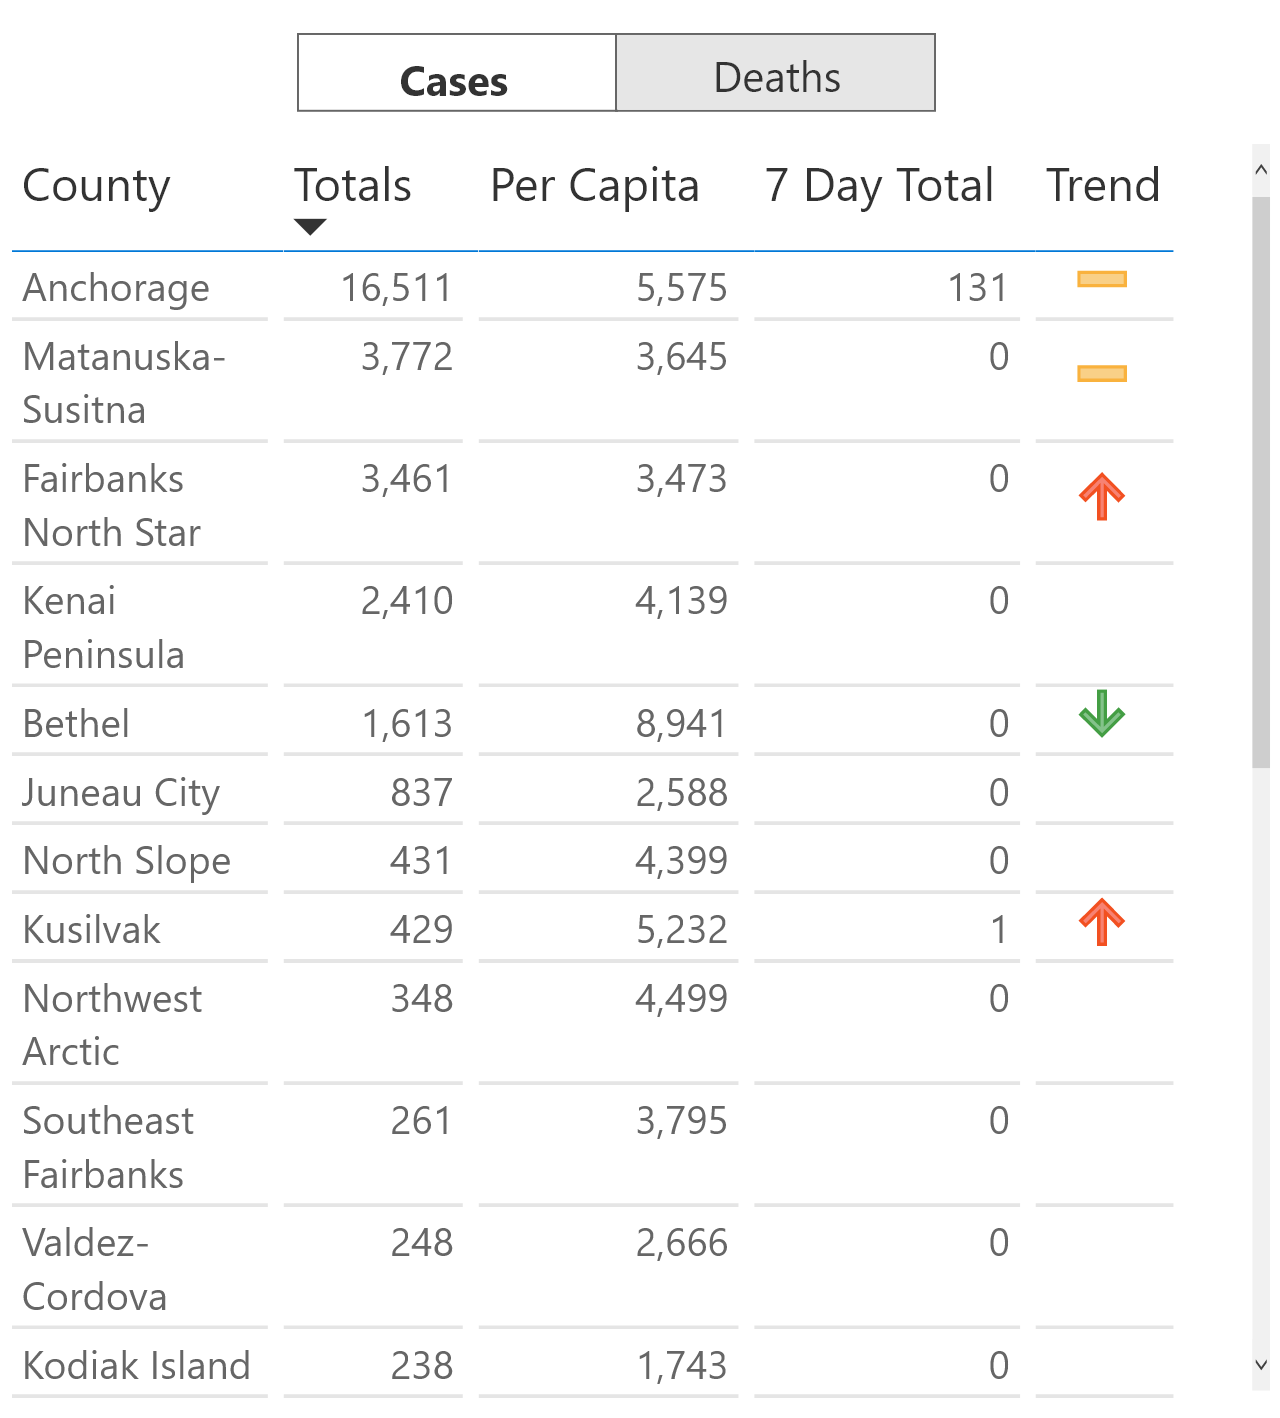 Cases Deaths
County Totals Per Capita 7 Day Total Trend
Anchorage 16,511 5,575 131
Matanuska- 3,772 3,645 0
Susitna
Fairbanks 3,461 3,473 0
North Star
Kenai 2,410 4,139 0
Peninsula
Bethel 1,613 8,941 0
Juneau City 837 2,588 0
North Slope 431 4,399 0
Kusilvak 429 5,232 1
Northwest 348 4,499 0
Arctic
Southeast 261 3,795 0
Fairbanks
Valdez- 248 2,666 0
Cordova
Kodiak Island 238 1,743 0